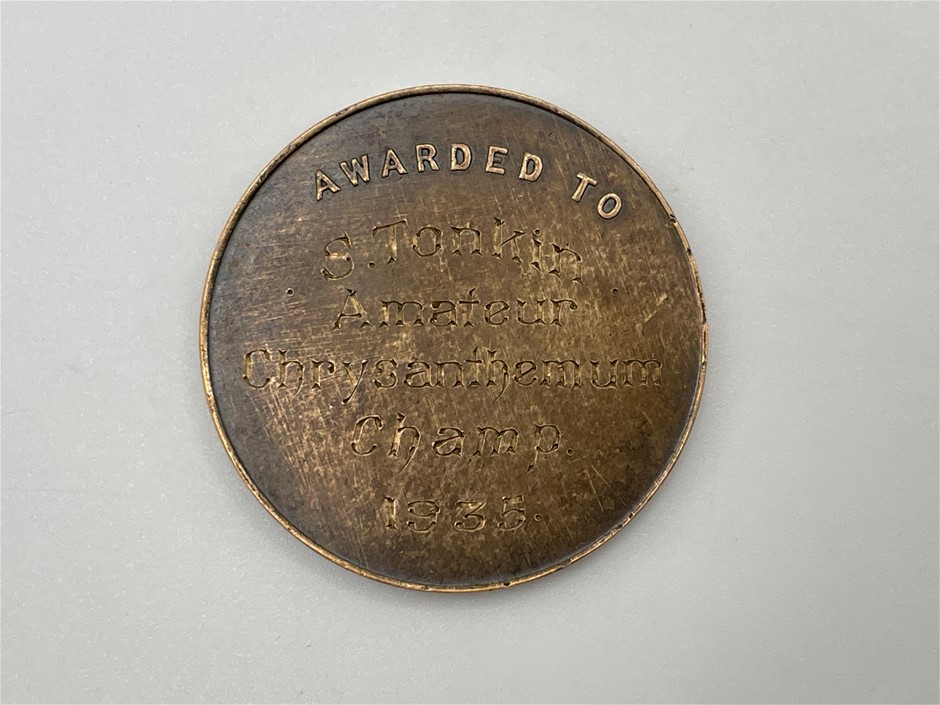 AWARDED TO
S. Tonkin
Amateur
Chrysanthemum
Champ.
1935.